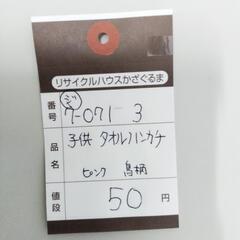 リサイクルハウスかざぐるま
番号 7-071 3
品名 子供 タオルハンカチ
ピンク 鳥柄
値段 50 円